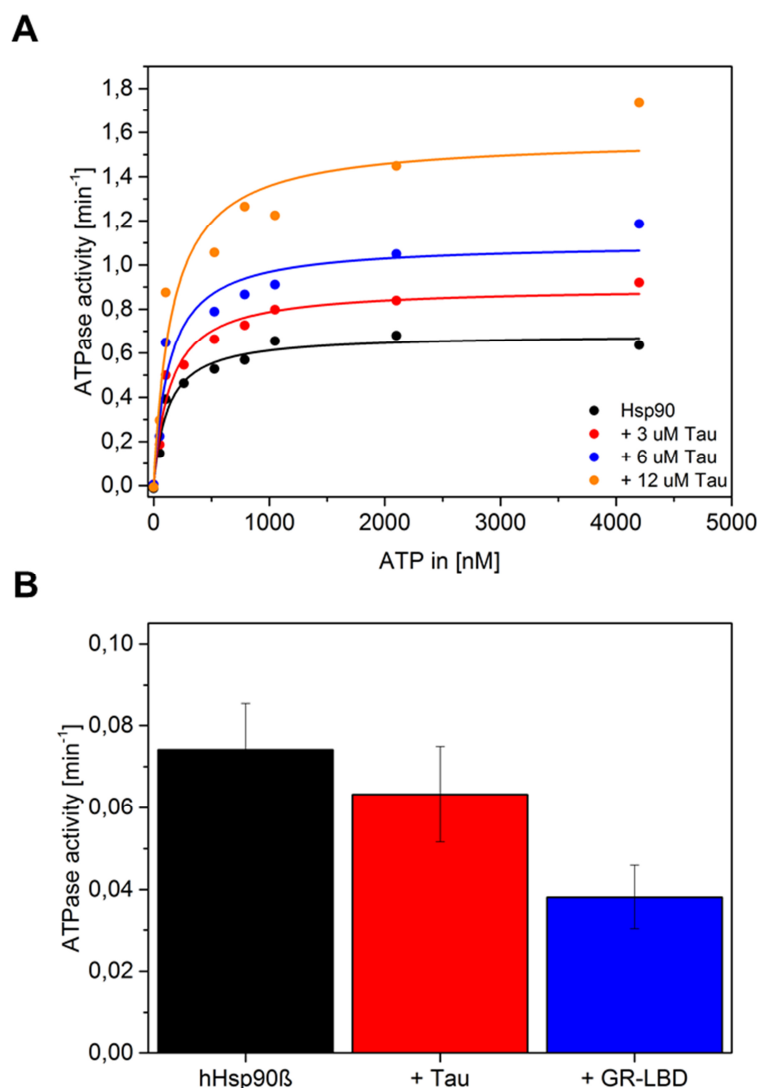 A
ATPase activity [min⁻¹]
1,8
1,6
1,4
1,2
1,0
0,8
0,6
0,4
0,2
0,0
0 1000 2000 3000 4000 5000
ATP in [nM]
Hsp90
+ 3 uM Tau
+ 6 uM Tau
+ 12 uM Tau
B
ATPase activity [min⁻¹]
0,10
0,08
0,06
0,04
0,02
0,00
hHsp90ß + Tau + GR-LBD